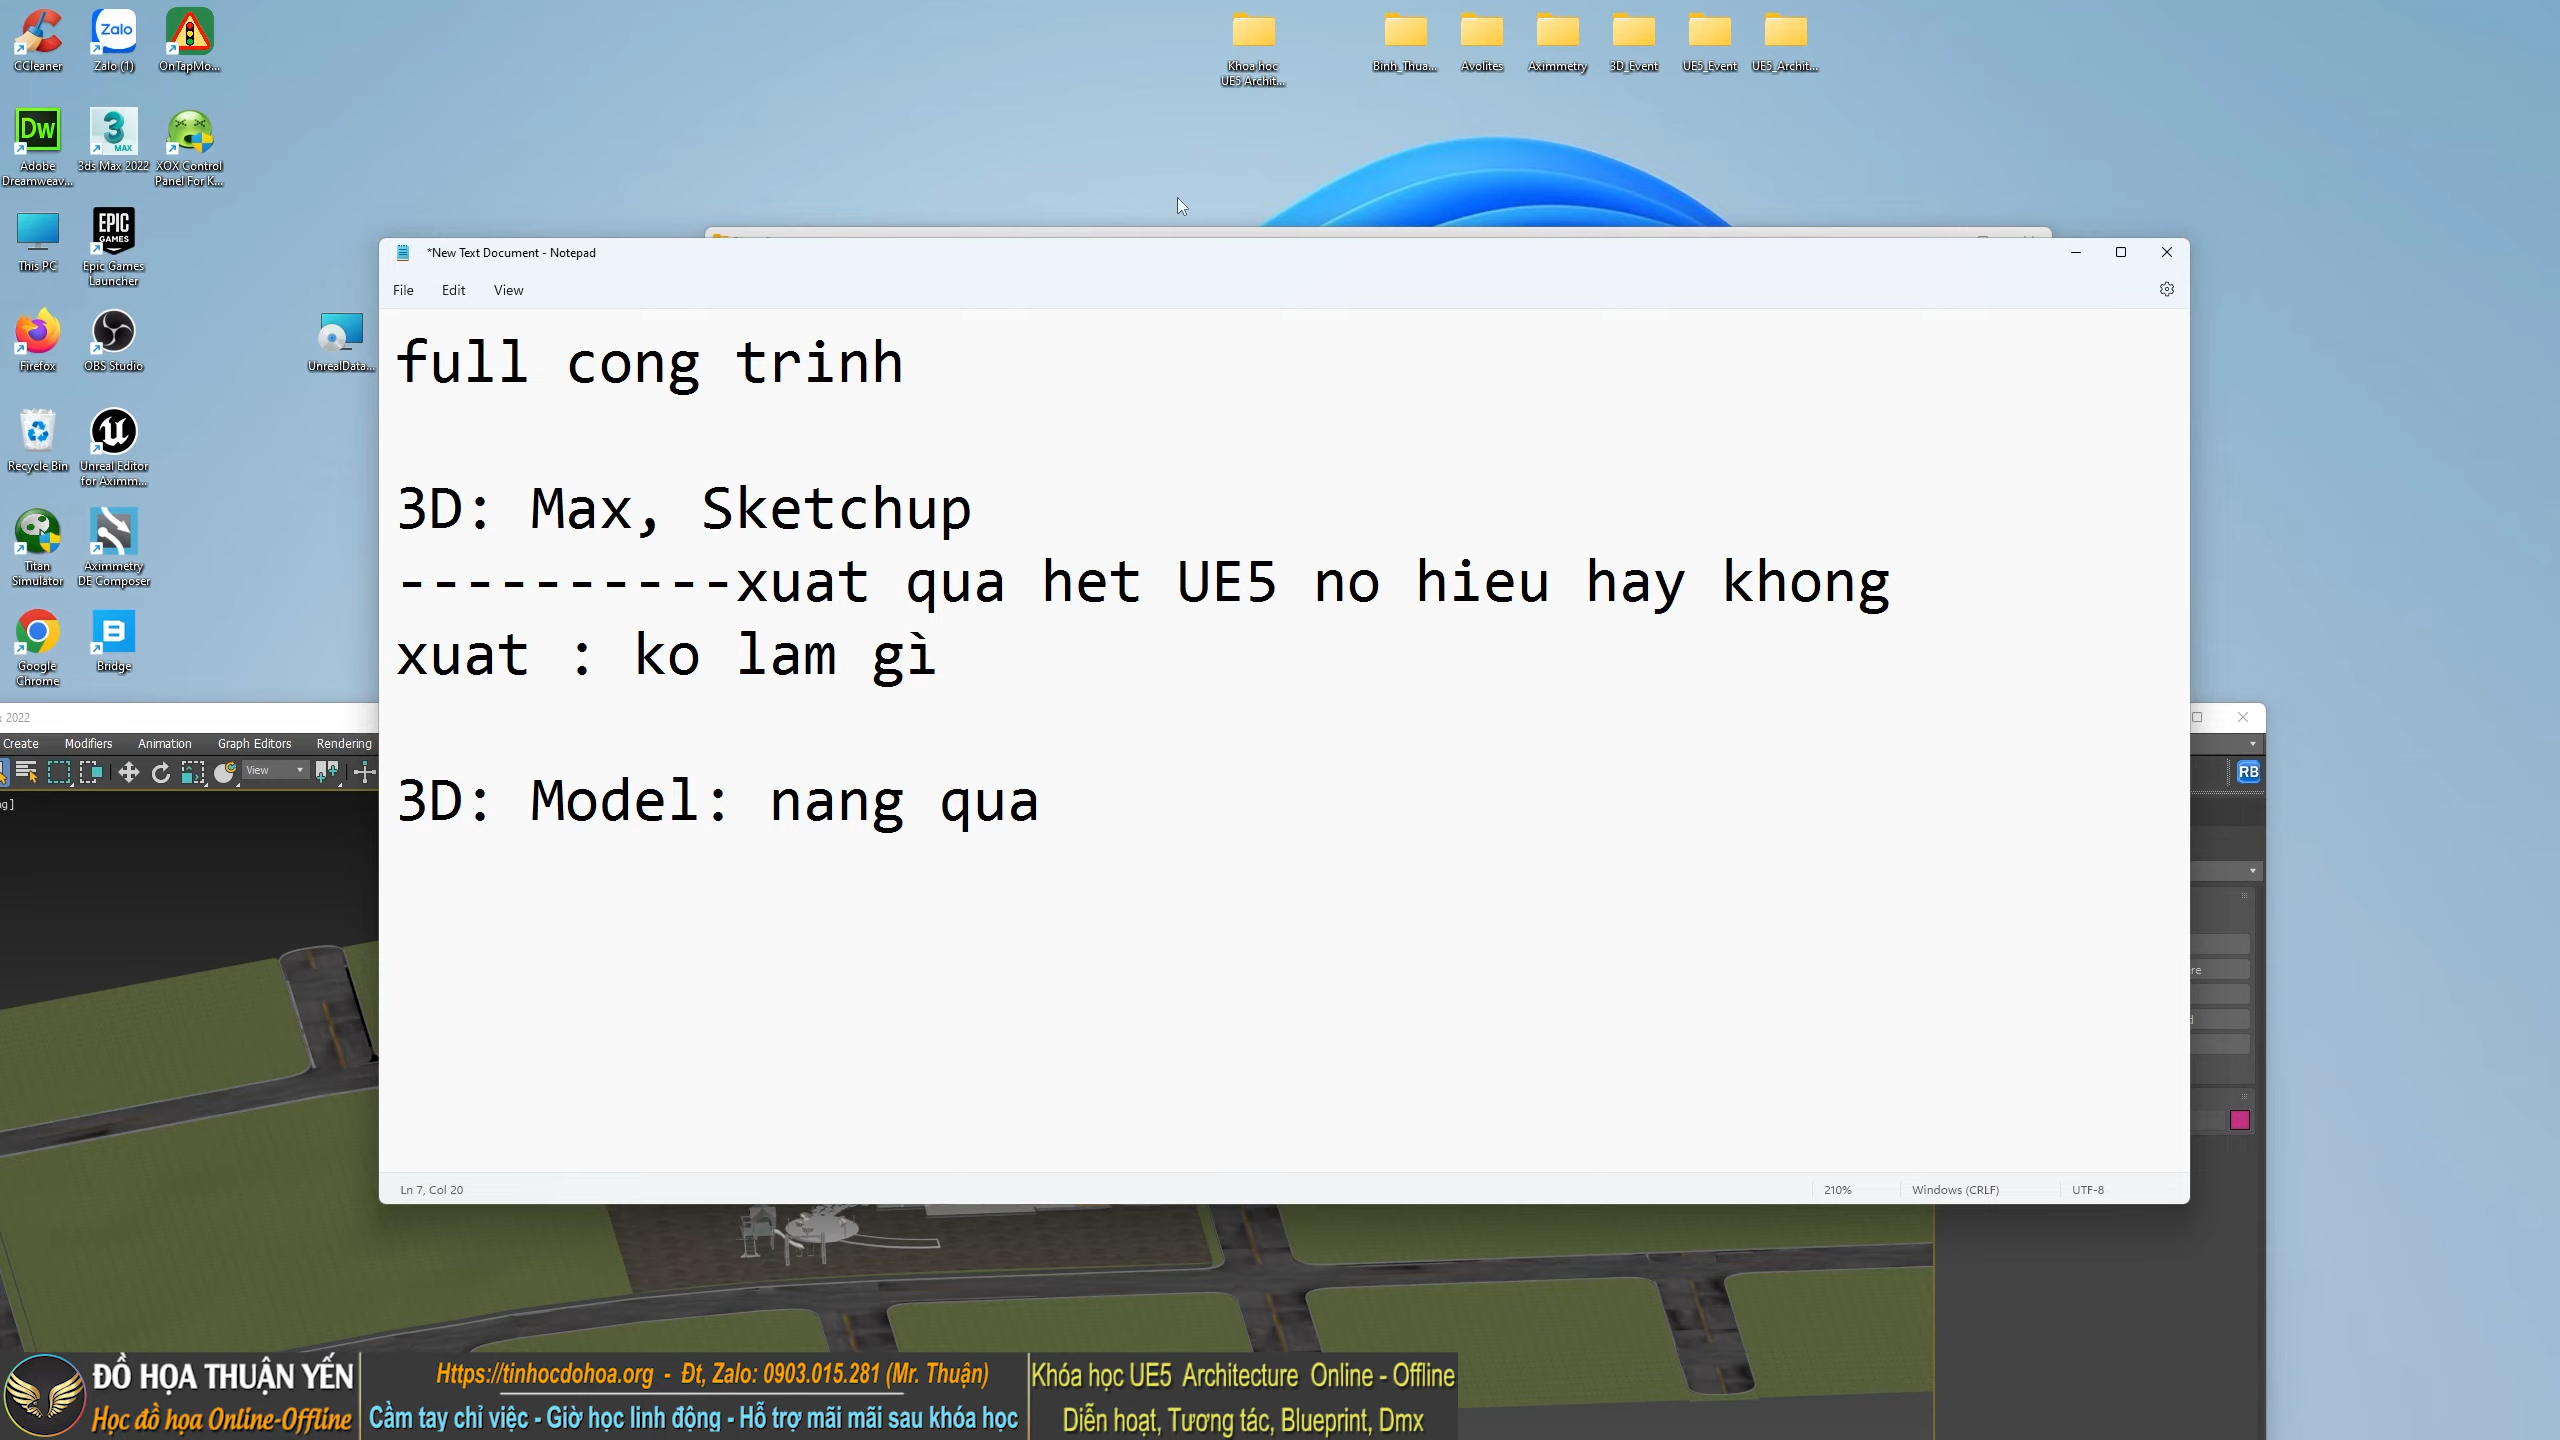 CCleaner
Zalo (1)
OnTapMo...
Khoa hoc
UE5 Archit...
Binh_Thua...
Avolites
Aximmetry
3D_Event
UE5_Event
UE5_Archit...
Adobe
Dreamweav...
3ds Max 2022
XOX Control
Panel For K...
This PC
Epic Games
Launcher
Firefox
OBS Studio
UnrealData...
Recycle Bin
Unreal Editor
for Aximm...
Titan
Simulator
Aximmetry
DE Composer
Google
Chrome
Bridge
*New Text Document - Notepad
File Edit View
full cong trinh
3D: Max, Sketchup
----------xuat qua het UE5 no hieu hay khong
xuat : ko lam gì
3D: Model: nang qua
Ln 7, Col 20
210%
Windows (CRLF)
UTF-8
x 2022
Create Modifiers Animation Graph Editors Rendering
View
RB
ĐỒ HỌA THUẬN YẾN
Học đồ họa Online-Offline
Https://tinhocdohoa.org - Đt, Zalo: 0903.015.281 (Mr. Thuận)
Cầm tay chỉ việc - Giờ học linh động - Hỗ trợ mãi mãi sau khóa học
Khóa học UE5 Architecture Online - Offline
Diễn hoạt, Tương tác, Blueprint, Dmx